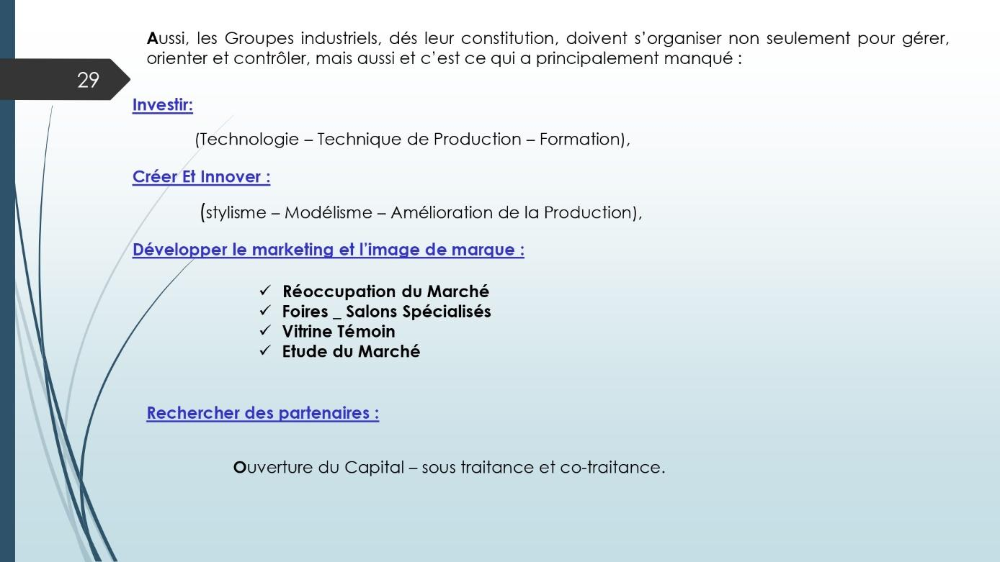 Aussi, les Groupes industriels, dés leur constitution, doivent s’organiser non seulement pour gérer,
orienter et contrôler, mais aussi et c’est ce qui a principalement manqué :
29
Investir:
(Technologie – Technique de Production – Formation),
Créer Et Innover :
(stylisme – Modélisme – Amélioration de la Production),
Développer le marketing et l’image de marque :
✓ Réoccupation du Marché
✓ Foires _ Salons Spécialisés
✓ Vitrine Témoin
✓ Etude du Marché
Rechercher des partenaires :
Ouverture du Capital – sous traitance et co-traitance.